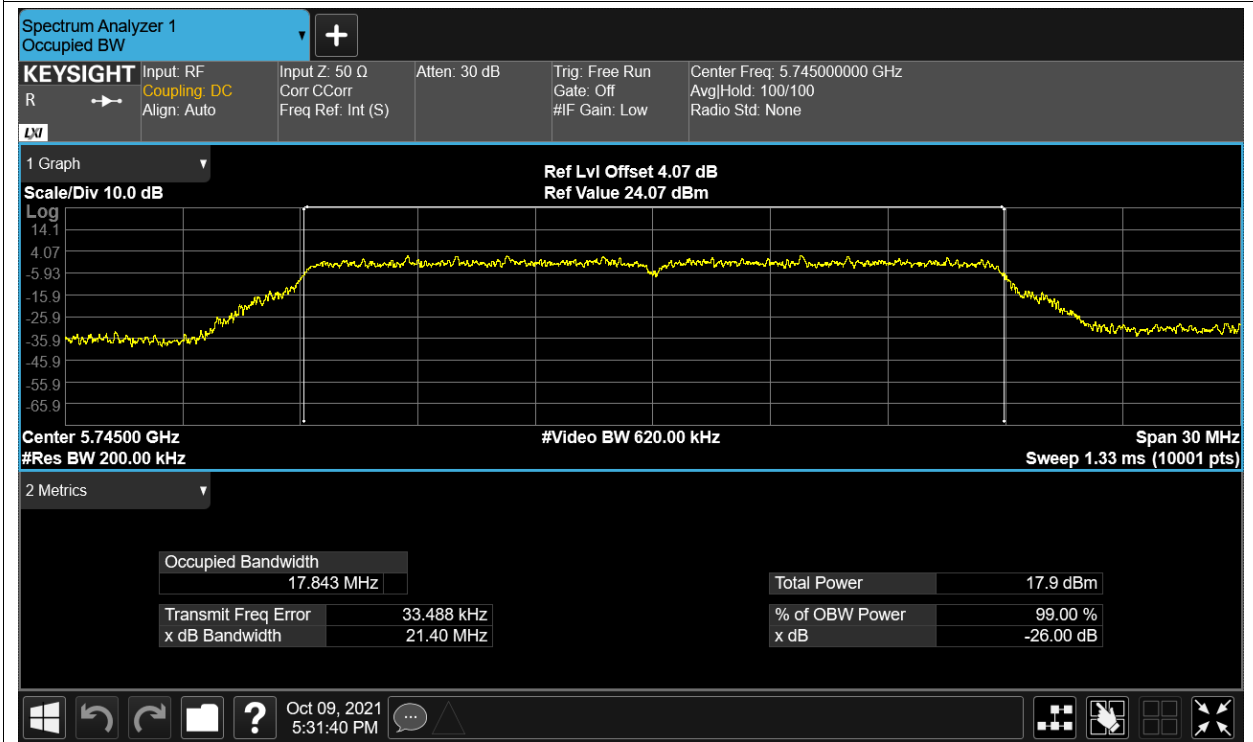 Spectrum Analyzer 1
Occupied BW
KEYSIGHT
R
LXI
Input: RF
Coupling: DC
Align: Auto
Input Z: 50 Ω
Corr CCorr
Freq Ref: Int (S)
Atten: 30 dB
Trig: Free Run
Gate: Off
#IF Gain: Low
Center Freq: 5.745000000 GHz
Avg|Hold: 100/100
Radio Std: None
1 Graph
Scale/Div 10.0 dB
Ref Lvl Offset 4.07 dB
Ref Value 24.07 dBm
Log
14.1
4.07
-5.93
-15.9
-25.9
-35.9
-45.9
-55.9
-65.9
Center 5.74500 GHz
#Video BW 620.00 kHz
Span 30 MHz
#Res BW 200.00 kHz
Sweep 1.33 ms (10001 pts)
2 Metrics
Occupied Bandwidth
17.843 MHz
Transmit Freq Error 33.488 kHz
x dB Bandwidth 21.40 MHz
Total Power 17.9 dBm
% of OBW Power 99.00 %
x dB -26.00 dB
?
Oct 09, 2021
5:31:40 PM